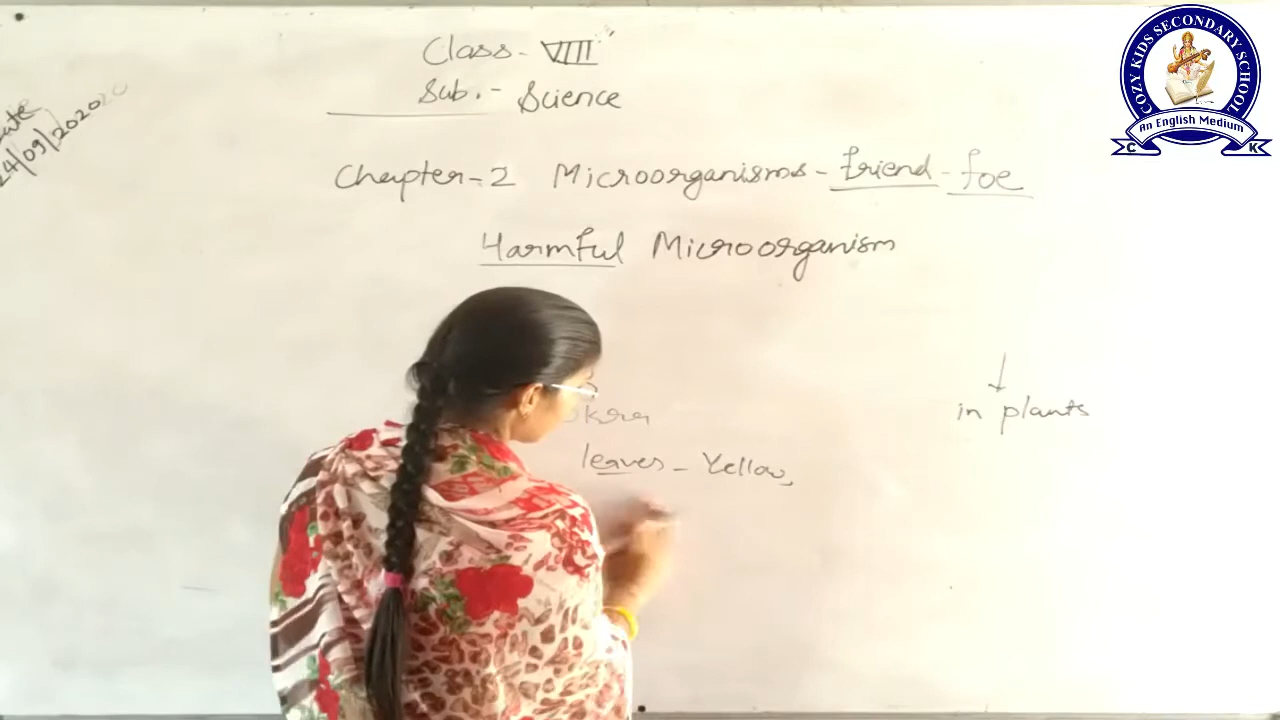 Class - VIII
Sub. - Science
24/09/2020
Chapter-2 Microorganisms - friend - foe
Harmful Microorganism
in plants
okra
leaves - Yellow,
COZY KIDS SECONDARY SCHOOL
An English Medium
C K